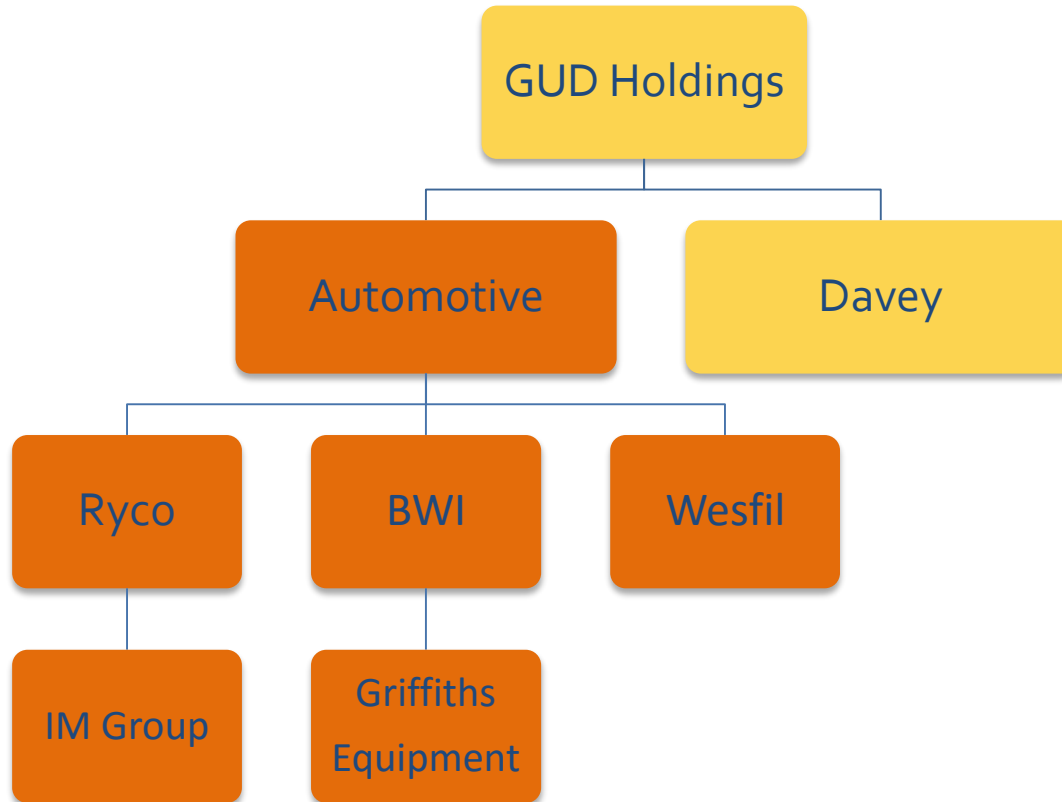 GUD Holdings
Automotive
Davey
Ryco
BWI
Wesfil
IM Group
Griffiths
Equipment